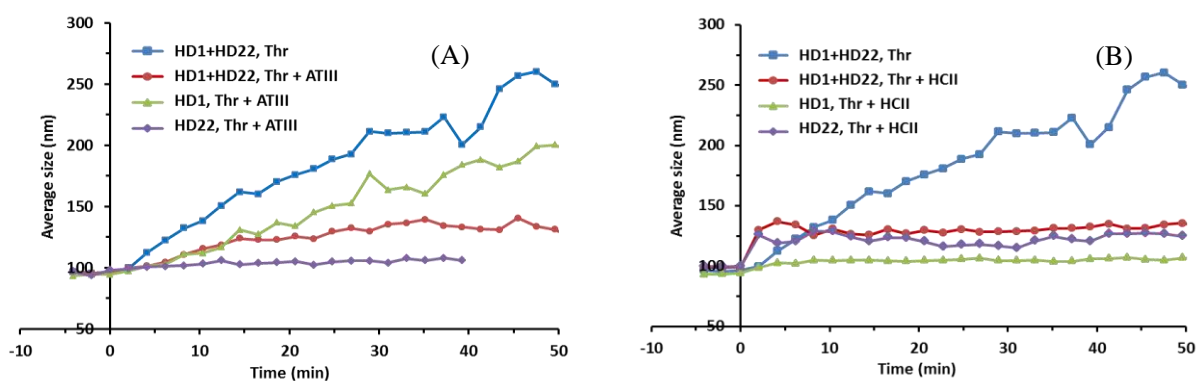 300
250
200
150
100
50
-10
0
10
20
30
40
50
Average size (nm)
Time (min)
HD1+HD22, Thr
HD1+HD22, Thr + ATIII
HD1, Thr + ATIII
HD22, Thr + ATIII
(A)
300
250
200
150
100
50
-10
0
10
20
30
40
50
Average size (nm)
Time (min)
HD1+HD22, Thr
HD1+HD22, Thr + HCII
HD1, Thr + HCII
HD22, Thr + HCII
(B)